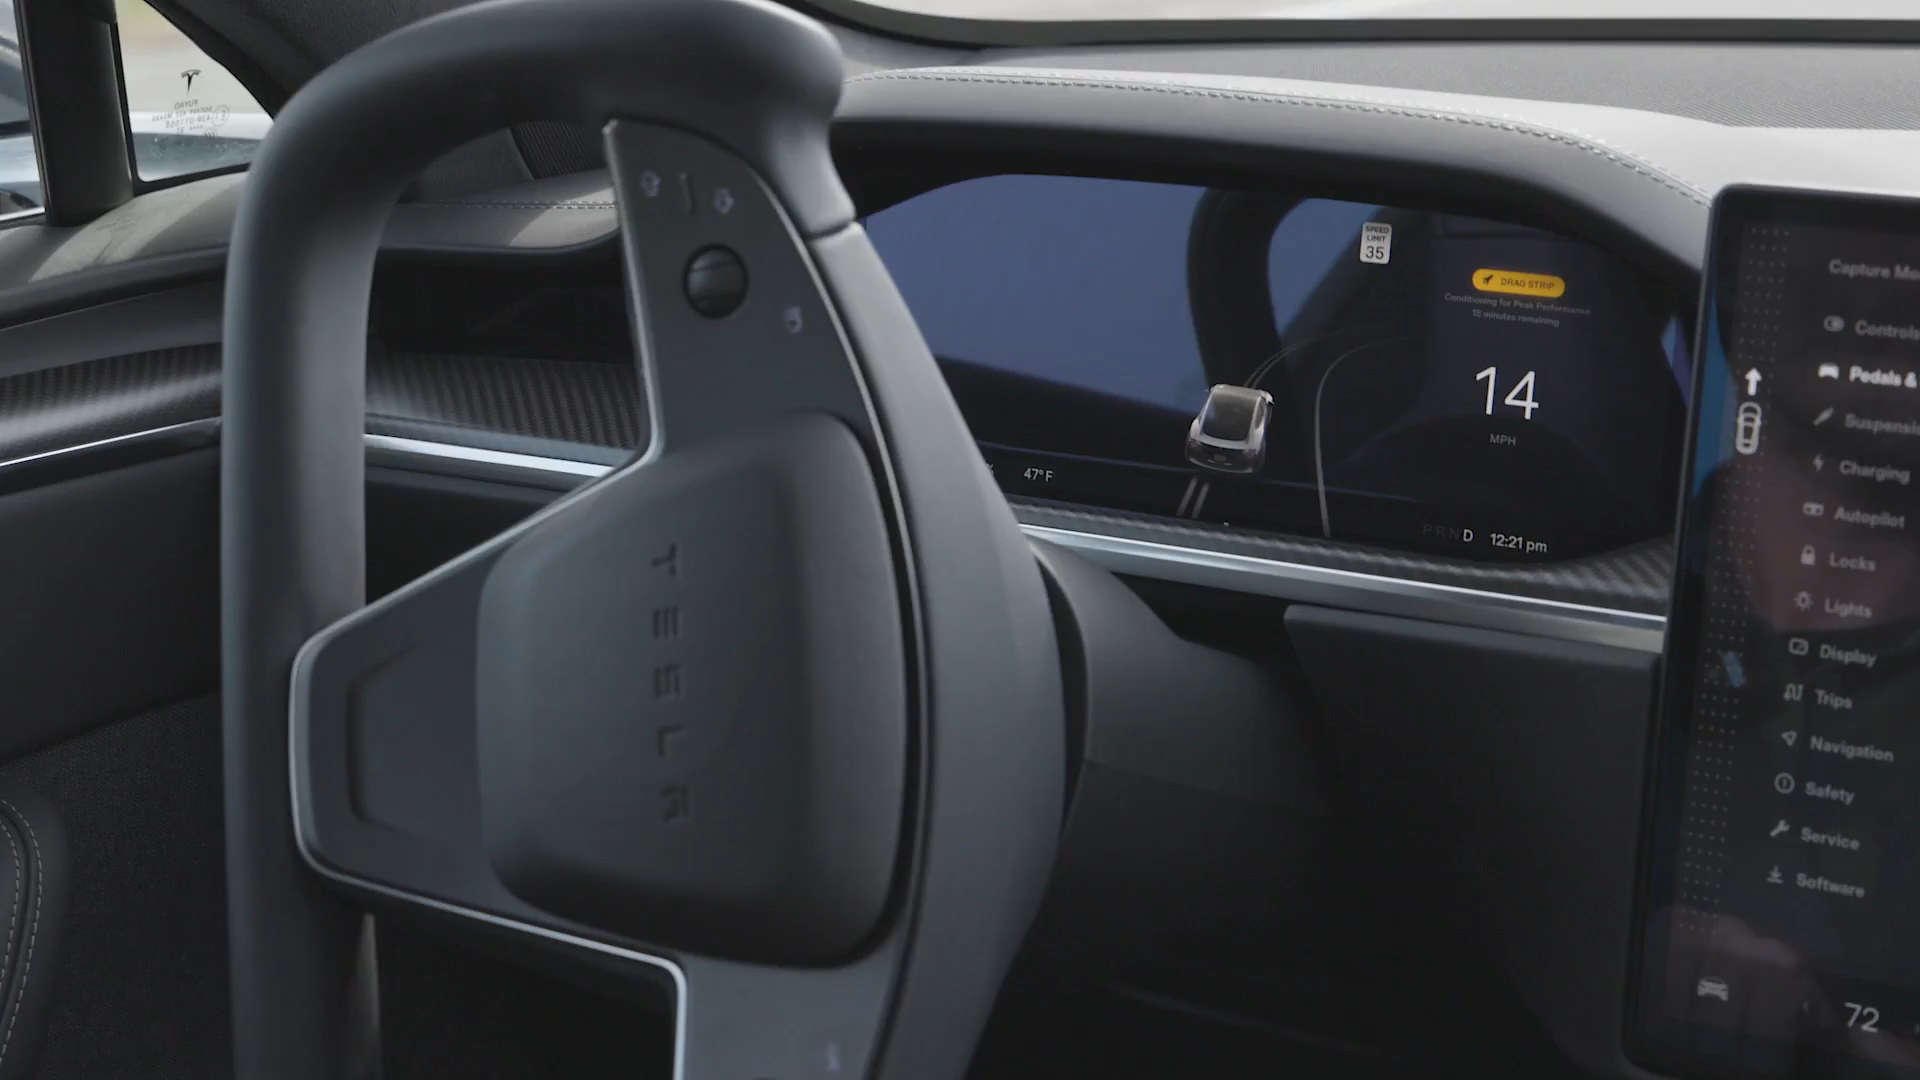 SPEED
LIMIT
35
DRAG STRIP
Conditioning for Peak Performance
15 minutes remaining
14
MPH
47°F
PRND 12:21 pm
TESLA
Capture Mo
Controls
Pedals &
Suspensio
Charging
Autopilot
Locks
Lights
Display
Trips
Navigation
Safety
Service
Software
72